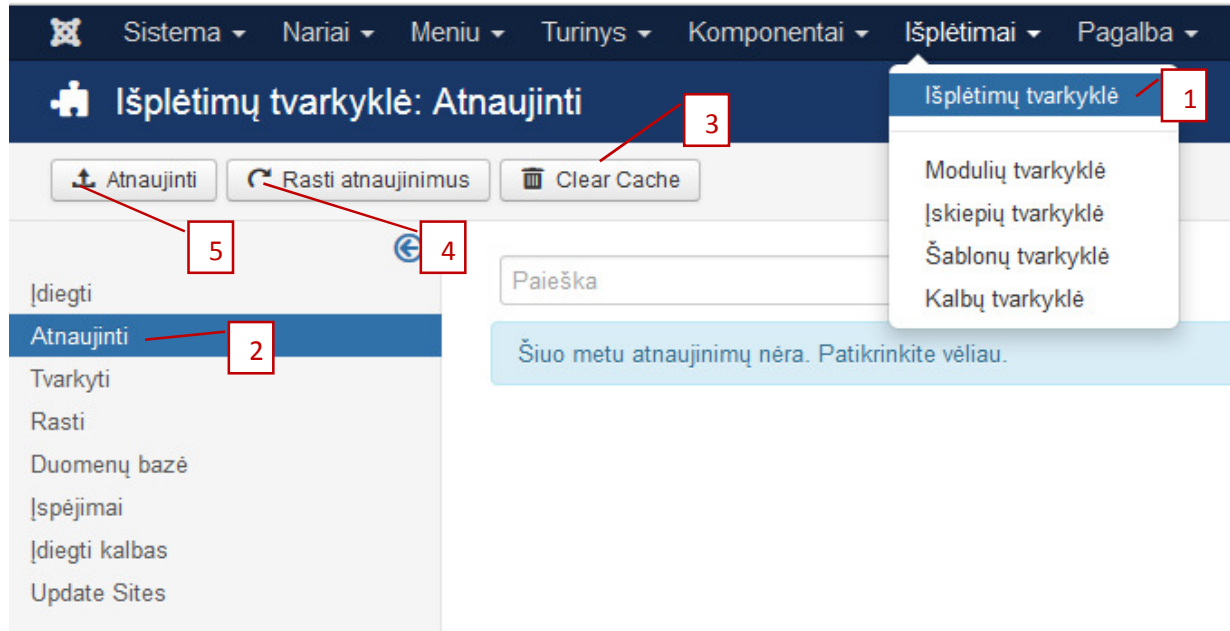 Sistema Nariai Meniu Turinys Komponentai Išplėtimai Pagalba
Išplėtimų tvarkyklė: Atnaujinti
Išplėtimų tvarkyklė
1
3
Modulių tvarkyklė
Įskiepių tvarkyklė
Šablonų tvarkyklė
Kalbų tvarkyklė
Atnaujinti Rasti atnaujinimus Clear Cache
5
4
Įdiegti
Atnaujinti
2
Tvarkyti
Rasti
Duomenų bazė
Įspėjimai
Įdiegti kalbas
Update Sites
Paieška
Šiuo metu atnaujinimų nėra. Patikrinkite vėliau.